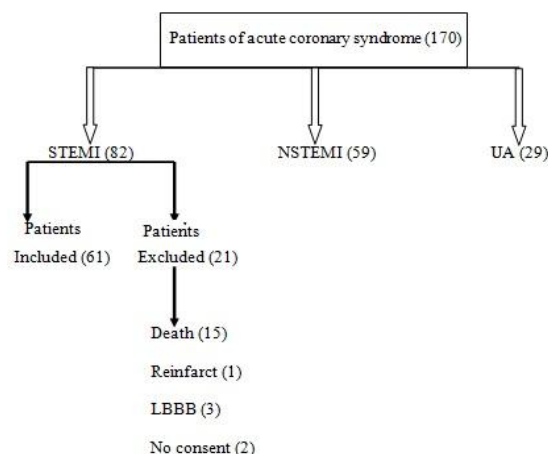 Patients of acute coronary syndrome (170)
STEMI (82)
NSTEMI (59)
UA (29)
Patients
Included (61)
Patients
Excluded (21)
Death (15)
Reinfarct (1)
LBBB (3)
No consent (2)